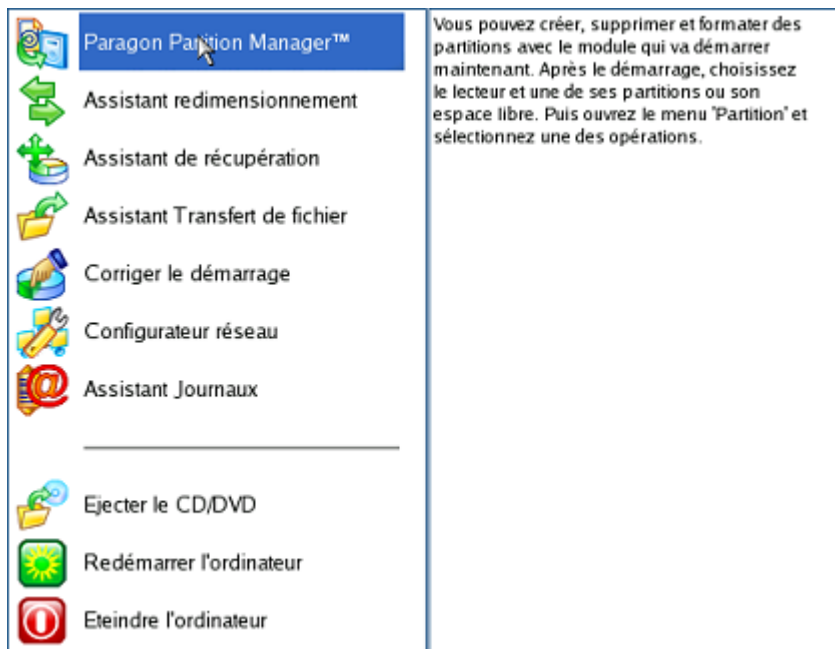 Paragon Partition Manager™
Assistant redimensionnement
Assistant de récupération
Assistant Transfert de fichier
Corriger le démarrage
Configurateur réseau
Assistant Journaux
Ejecter le CD/DVD
Redémarrer l'ordinateur
Eteindre l'ordinateur
Vous pouvez créer, supprimer et formater des
partitions avec le module qui va démarrer
maintenant. Après le démarrage, choisissez
le lecteur et une de ses partitions ou son
espace libre. Puis ouvrez le menu "Partition" et
sélectionnez une des opérations.